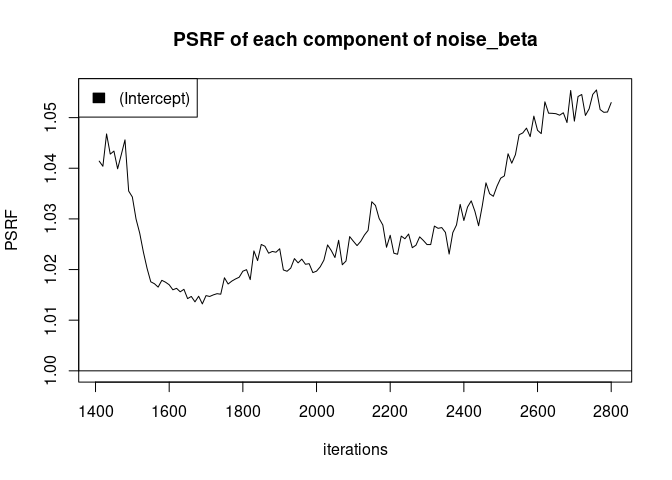 PSRF of each component of noise_beta
(Intercept)
PSRF
1.05
1.04
1.03
1.02
1.01
1.00
1400 1600 1800 2000 2200 2400 2600 2800
iterations